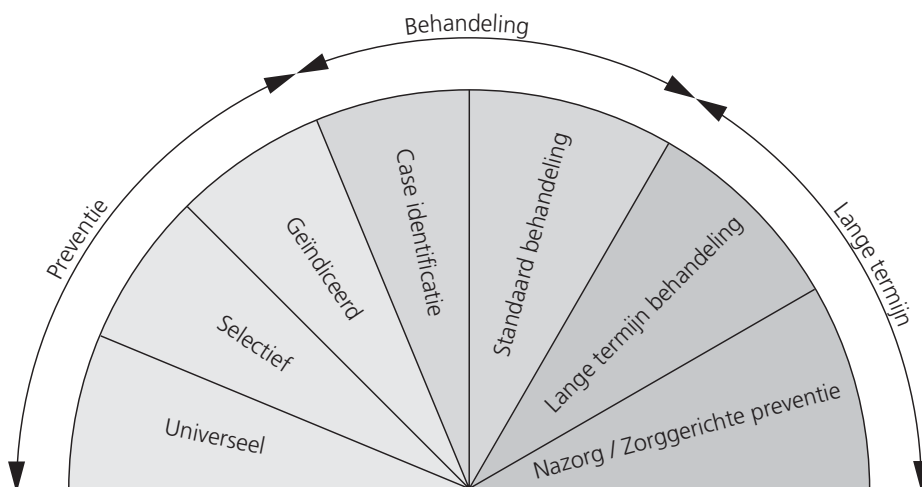 Behandeling
Preventie
Lange termijn
Universeel
Selectief
Geïndiceerd
Case identificatie
Standaard behandeling
Lange termijn behandeling
Nazorg / Zorggerichte preventie